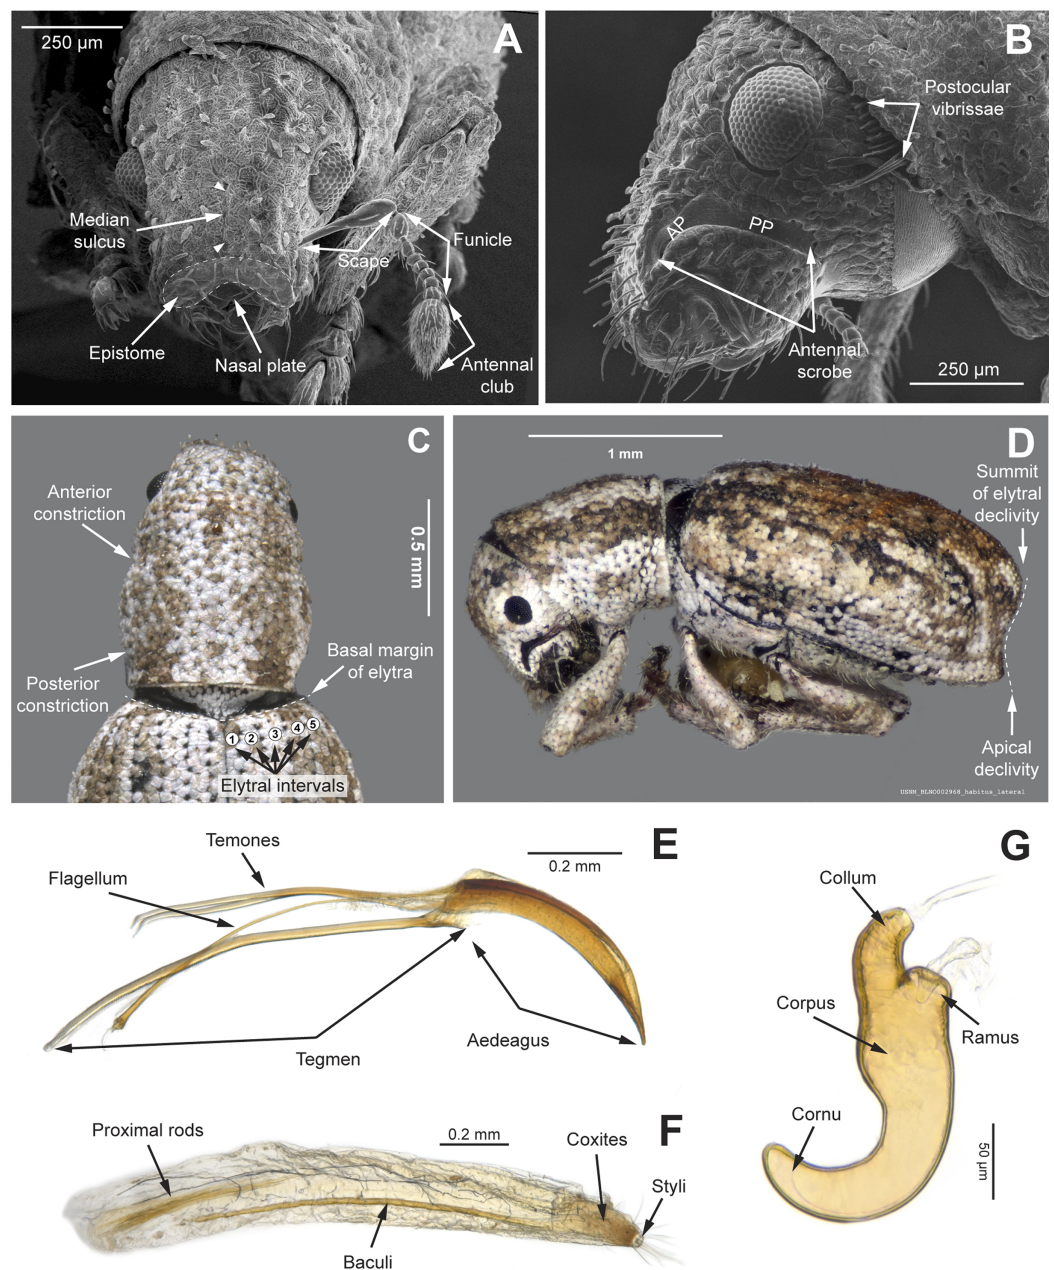 250 µm
A
Median
sulcus
Scape
Funicle
Epistome
Nasal plate
Antennal
club
B
Postocular
vibrissae
AP
PP
Antennal
scrobe
250 µm
C
Anterior
constriction
0.5 mm
Posterior
constriction
Basal margin
of elytra
1
2
3
4
5
Elytral intervals
1 mm
D
Summit
of elytral
declivity
Apical
declivity
USNM_BLNO002968_habitus_lateral
Temones
Flagellum
0.2 mm
E
Tegmen
Aedeagus
G
Collum
Corpus
Ramus
Cornu
50 µm
Proximal rods
0.2 mm
F
Coxites
Styli
Baculi